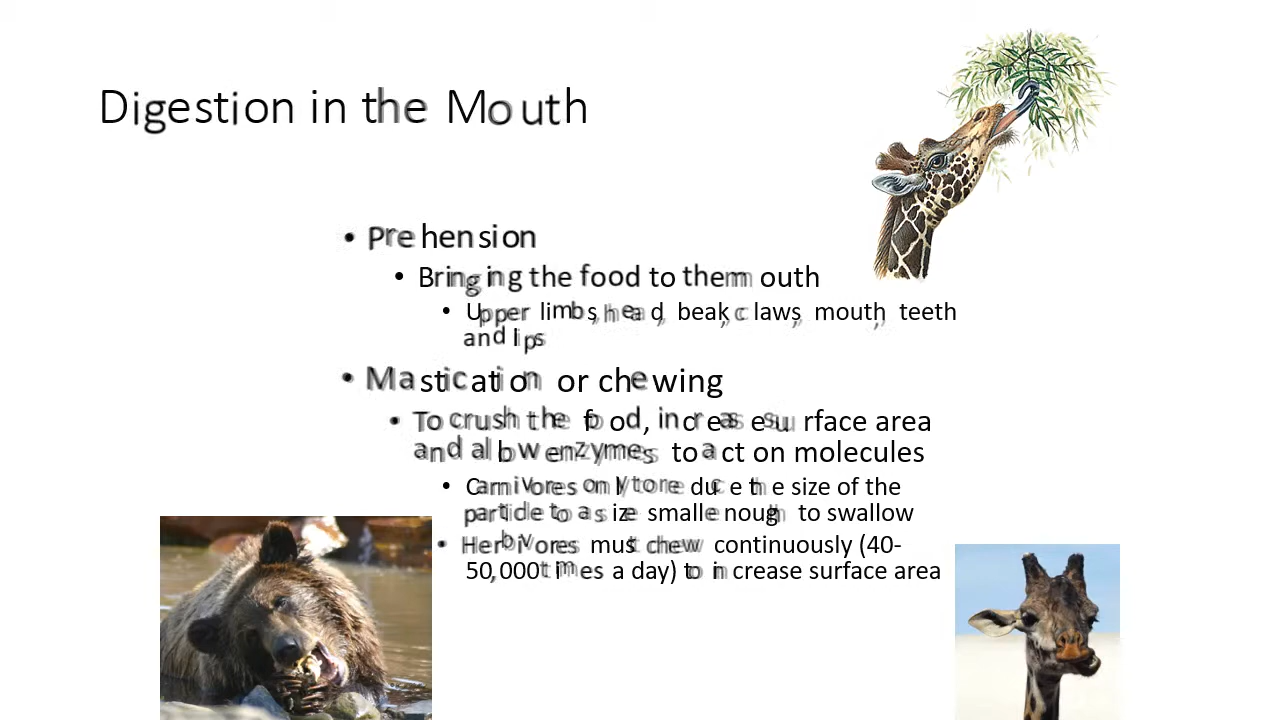 Digestion in the Mouth
• Prehension
• Bringing the food to the mouth
• Upper limbs, head, beak, claws, mouth, teeth
and lips
• Mastication or chewing
• To crush the food, increase surface area
and allow enzymes to act on molecules
• Carnivores only to reduce the size of the
particle to a size small enough to swallow
• Herbivores must chew continuously (40-
50,000 times a day) to increase surface area